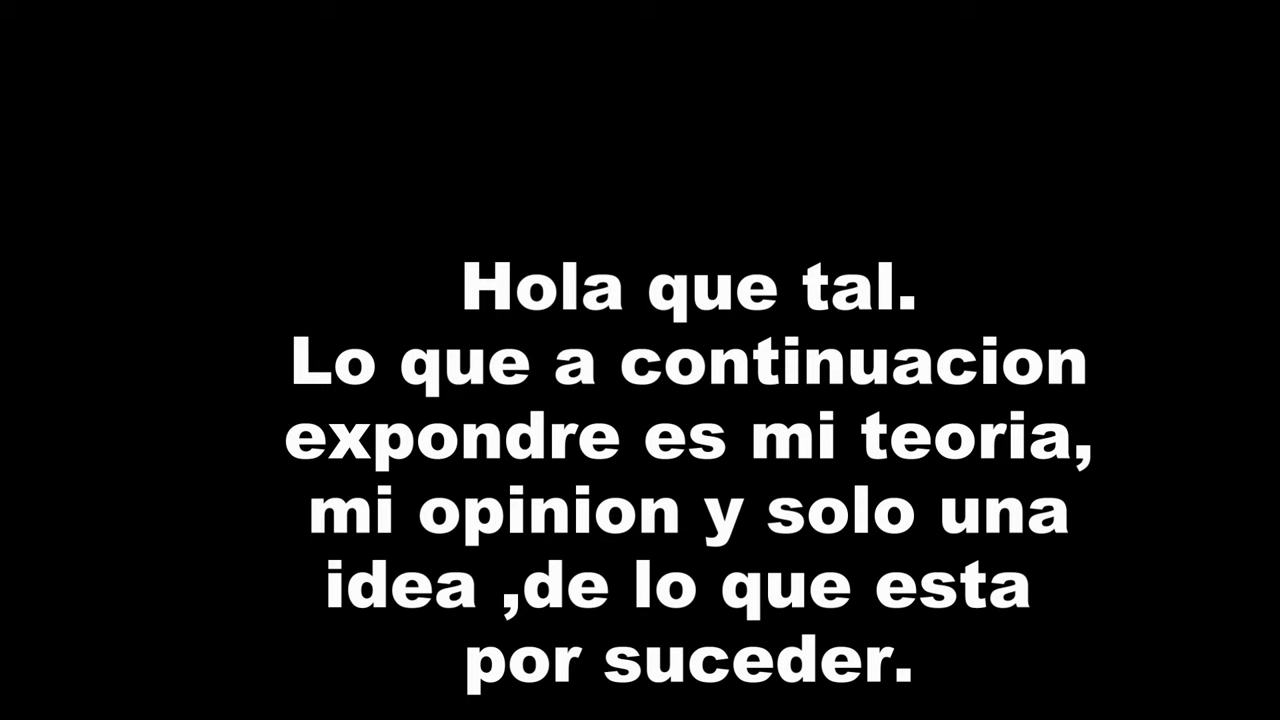 Hola que tal.
Lo que a continuacion
expondre es mi teoria,
mi opinion y solo una
idea ,de lo que esta
por suceder.